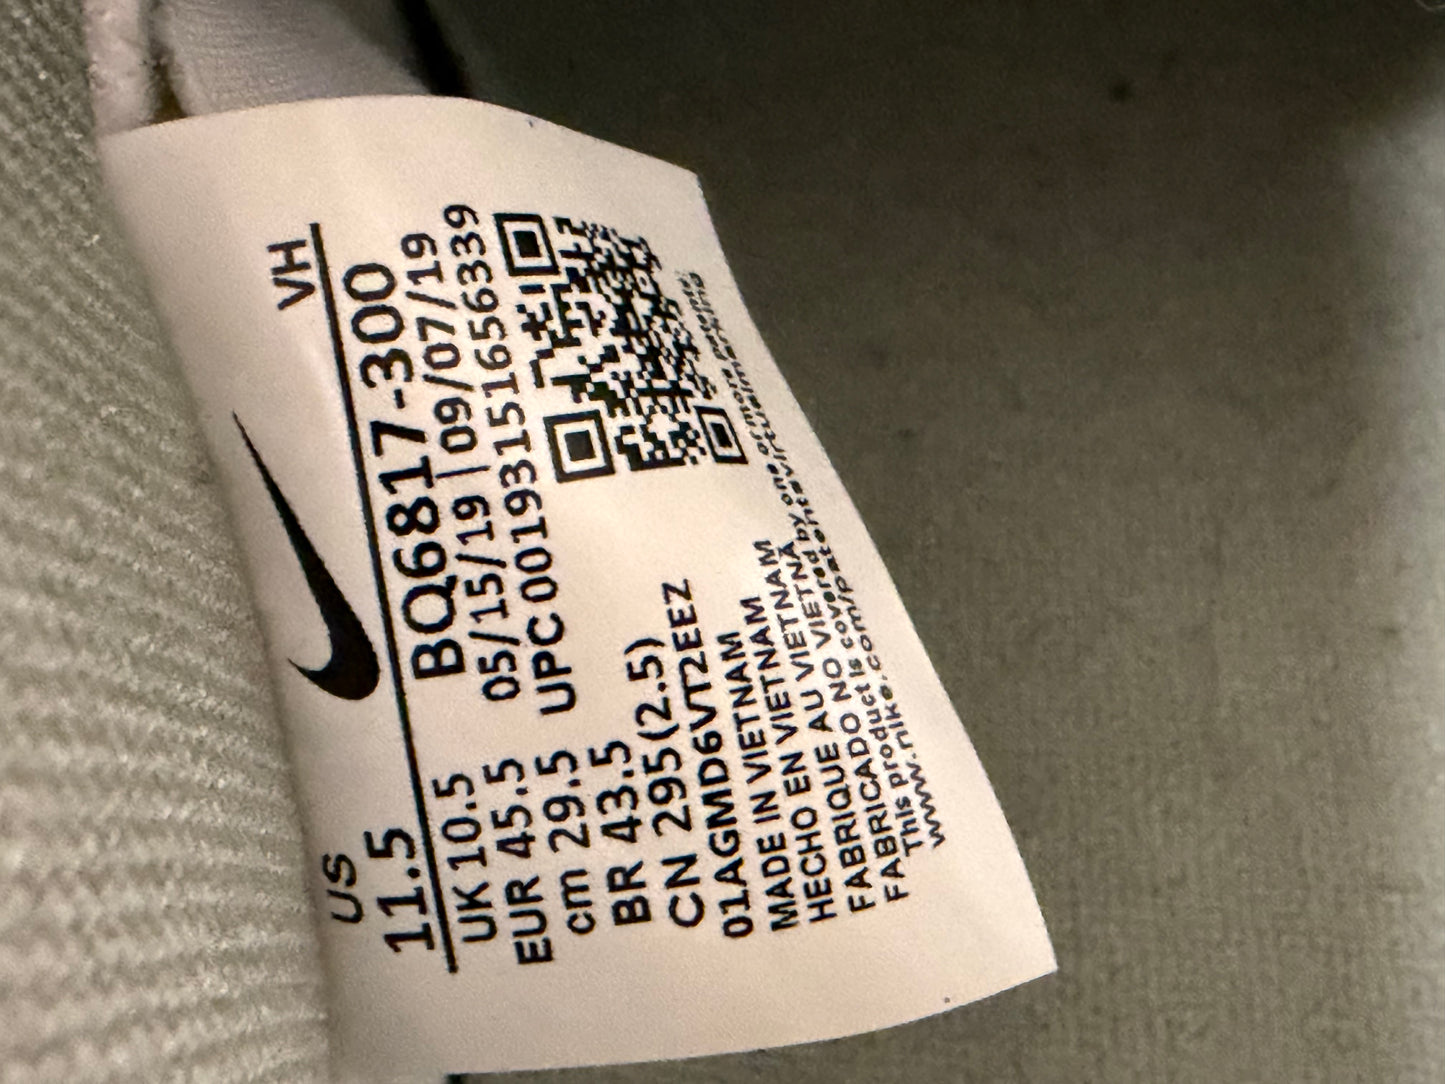 US VH
11.5
UK 10.5 BQ6817-300
EUR 45.5 05/15/19 | 09/07/19
cm 29.5 UPC 00193151656339
BR 43.5
CN 295(2.5)
01AGMD6VT2EEZ
MADE IN VIETNAM
HECHO EN VIETNAM
FABRIQUE AU VIETNAM
FABRICADO NO VIETNÃ
This product is covered by one or more patents.
www.nike.com/patents virtualmarking